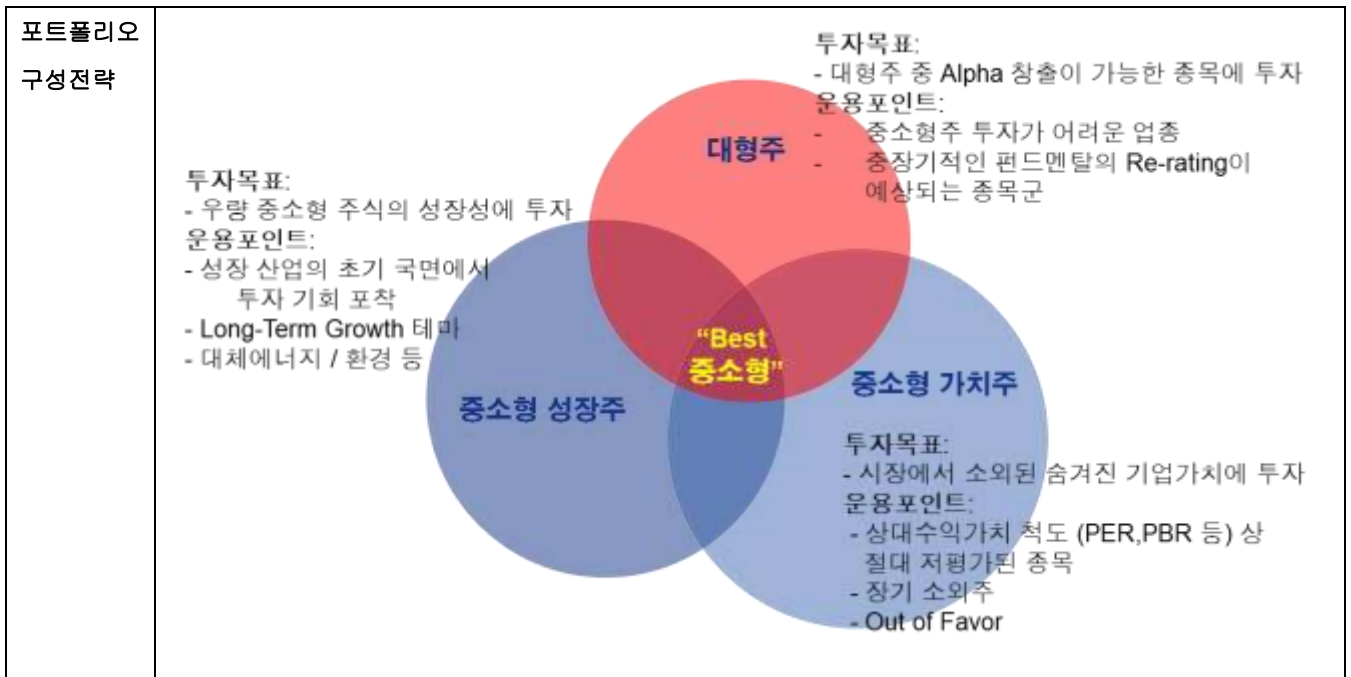 포트폴리오
구성전략
투자목표:
- 대형주 중 Alpha 창출이 가능한 종목에 투자
운용포인트:
- 중소형주 투자가 어려운 업종
- 중장기적인 펀드멘탈의 Re-rating이
예상되는 종목군
대형주
투자목표:
- 우량 중소형 주식의 성장성에 투자
운용포인트:
- 성장 산업의 초기 국면에서
투자 기회 포착
- Long-Term Growth 테마
- 대체에너지 / 환경 등
중소형 성장주
“Best
중소형”
중소형 가치주
투자목표:
- 시장에서 소외된 숨겨진 기업가치에 투자
운용포인트:
- 상대수익가치 척도 (PER,PBR 등) 상
절대 저평가된 종목
- 장기 소외주
- Out of Favor